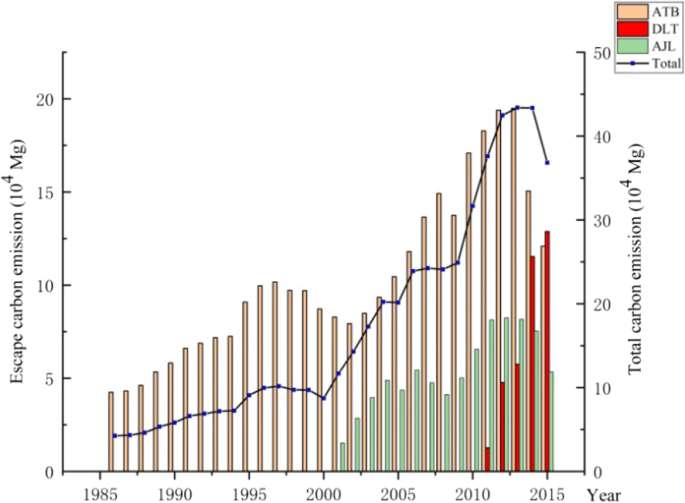 ATB
DLT
AJL
Total
Escape carbon emission (10⁴ Mg)
20
15
10
5
0
50
40
30
20
10
0
Total carbon emission (10⁴ Mg)
1985 1990 1995 2000 2005 2010 2015 Year